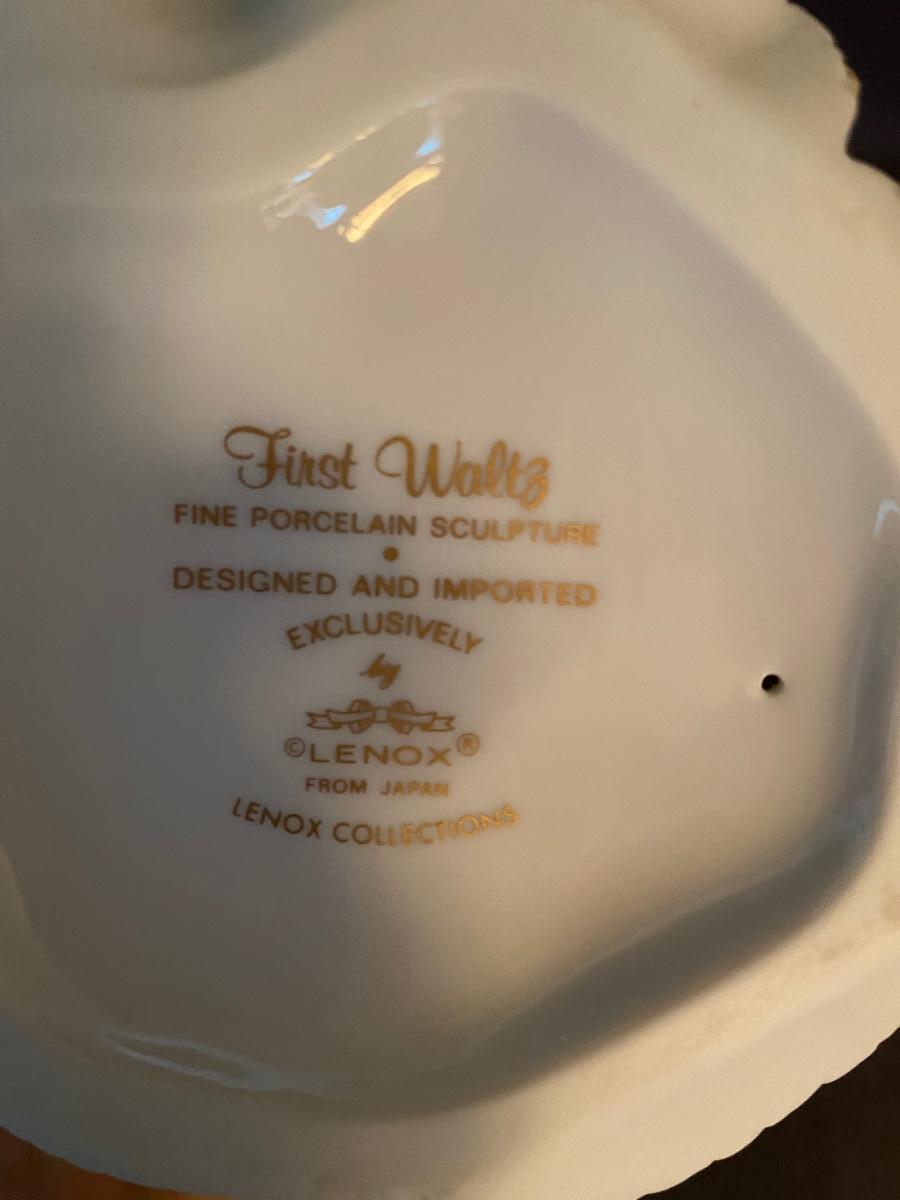 First Waltz
FINE PORCELAIN SCULPTURE
•
DESIGNED AND IMPORTED
EXCLUSIVELY
by
©LENOX®
FROM JAPAN
LENOX COLLECTIONS